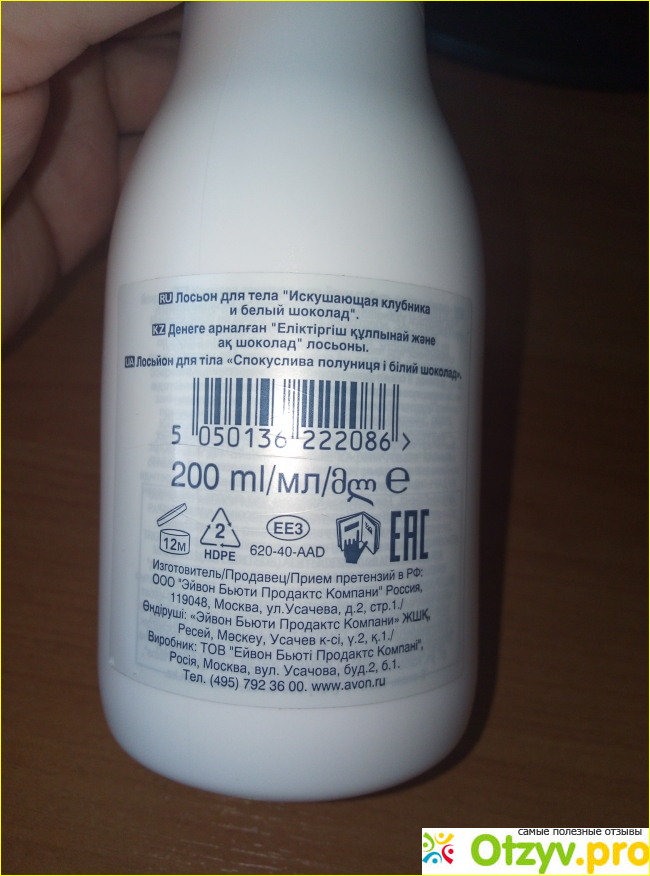 RU Лосьон для тела "Искушающая клубника
и белый шоколад".
KZ Денеге арналған "Еліктіргіш құлпынай және
ақ шоколад" лосьоны.
UA Лосьйон для тіла «Спокуслива полуниця і білий шоколад».
5 050136 222086 >
200 ml/мл/მლ e
12M
2
HDPE
EE3
620-40-AAD
EAC
Изготовитель/Продавец/Прием претензий в РФ:
ООО "Эйвон Бьюти Продактс Компани" Россия,
119048, Москва, ул.Усачева, д.2, стр.1./
Өндіруші: «Эйвон Бьюти Продактс Компани» ЖШҚ,
Ресей, Мәскеу, Усачев к-сі, ү.2, қ.1./
Виробник: ТОВ "Ейвон Бьюті Продактс Компані",
Росія, Москва, вул. Усачова, буд.2, б.1.
Тел. (495) 792 36 00. www.avon.ru
самые полезные отзывы
Otzyv.pro